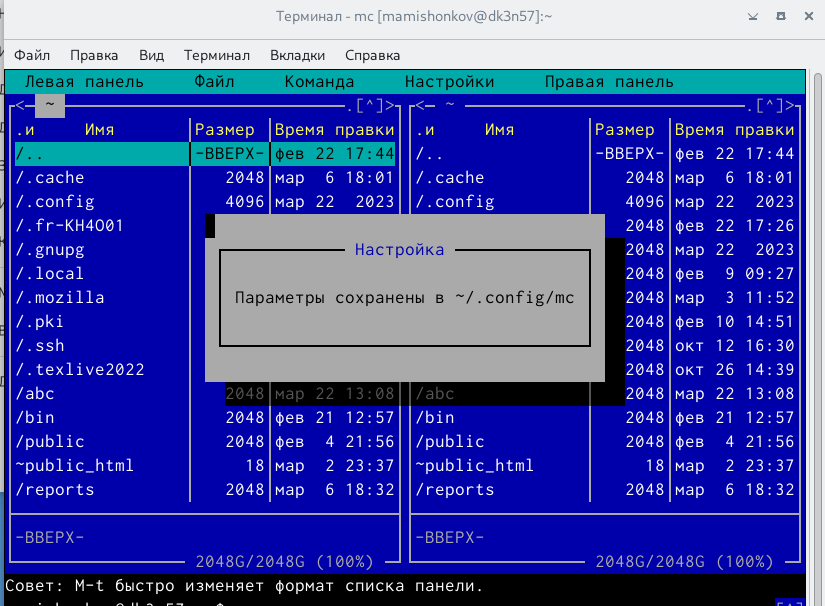 Терминал - mc [mamishonkov@dk3n57]:~
Файл Правка Вид Терминал Вкладки Справка
Левая панель Файл Команда Настройки Правая панель
<- ~ .[^]> <- ~ .[^]>
.и Имя Размер Время правки .и Имя Размер Время правки
/.. -ВВЕРХ- фев 22 17:44 /.. -ВВЕРХ- фев 22 17:44
/.cache 2048 мар 6 18:01 /.cache 2048 мар 6 18:01
/.config 4096 мар 22 2023 /.config 4096 мар 22 2023
/.fr-KH4O01 2048 фев 22 17:26
/.gnupg Настройка 2048 мар 22 2023
/.local 2048 фев 9 09:27
/.mozilla Параметры сохранены в ~/.config/mc 2048 мар 3 11:52
/.pki 2048 фев 10 14:51
/.ssh 2048 окт 12 16:30
/.texlive2022 2048 окт 26 14:39
/abc 2048 мар 22 13:08 /abc 2048 мар 22 13:08
/bin 2048 фев 21 12:57 /bin 2048 фев 21 12:57
/public 2048 фев 4 21:56 /public 2048 фев 4 21:56
~public_html 18 мар 2 23:37 ~public_html 18 мар 2 23:37
/reports 2048 мар 6 18:32 /reports 2048 мар 6 18:32
-ВВЕРХ- -ВВЕРХ-
2048G/2048G (100%) 2048G/2048G (100%)
Совет: M-t быстро изменяет формат списка панели.